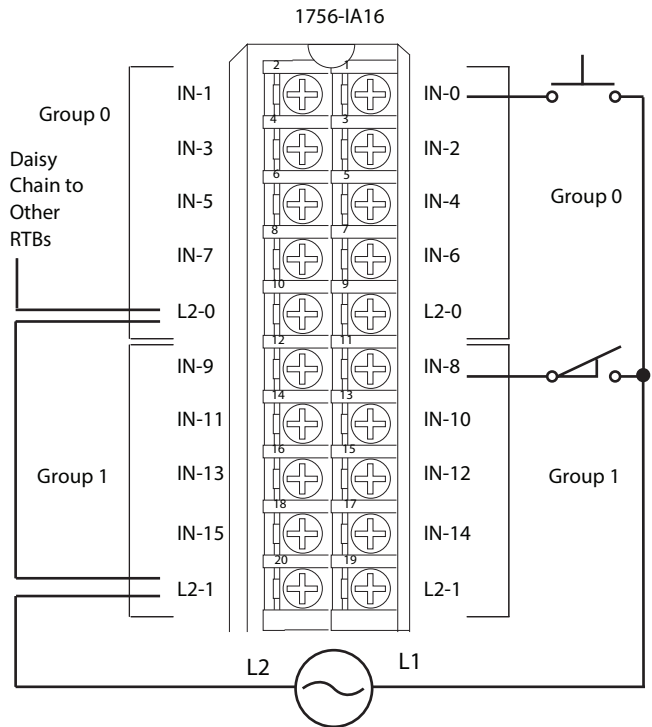 1756-IA16
2 1
IN-1 IN-0
Group 0
4 3
IN-3 IN-2
Daisy
Chain to
Other
RTBs
6 5
IN-5 IN-4
Group 0
8 7
IN-7 IN-6
10 9
L2-0 L2-0
12 11
IN-9 IN-8
14 13
IN-11 IN-10
16 15
Group 1 IN-13 IN-12 Group 1
18 17
IN-15 IN-14
20 19
L2-1 L2-1
L2 L1